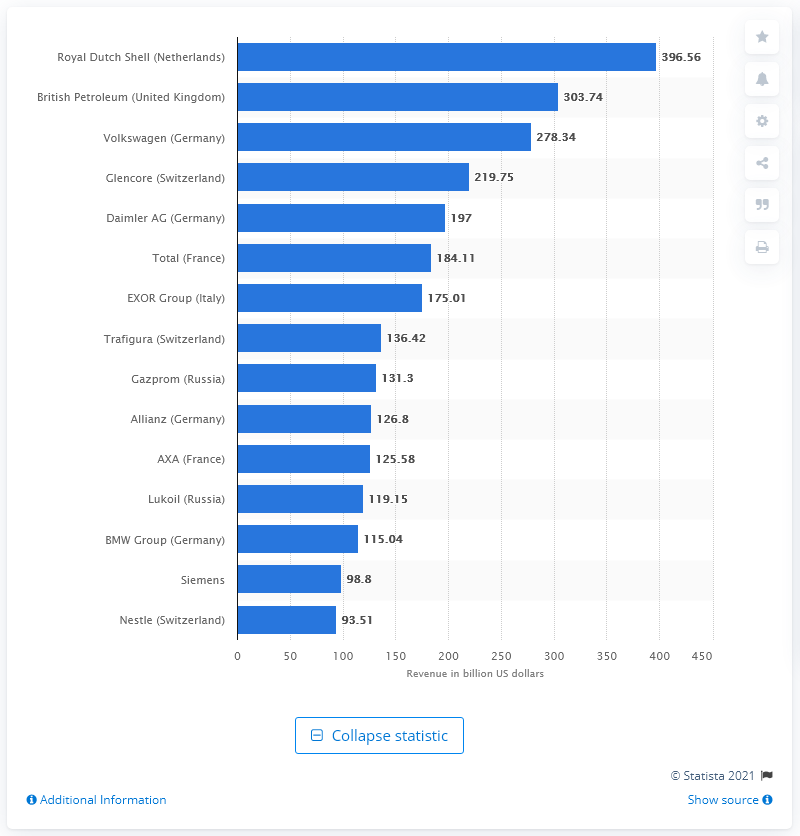 Royal Dutch Shell (Netherlands) 396.56
British Petroleum (United Kingdom) 303.74
Volkswagen (Germany) 278.34
Glencore (Switzerland) 219.75
Daimler AG (Germany) 197
Total (France) 184.11
EXOR Group (Italy) 175.01
Trafigura (Switzerland) 136.42
Gazprom (Russia) 131.3
Allianz (Germany) 126.8
AXA (France) 125.58
Lukoil (Russia) 119.15
BMW Group (Germany) 115.04
Siemens 98.8
Nestle (Switzerland) 93.51
0 50 100 150 200 250 300 350 400 450
Revenue in billion US dollars
Collapse statistic
© Statista 2021
Additional Information Show source